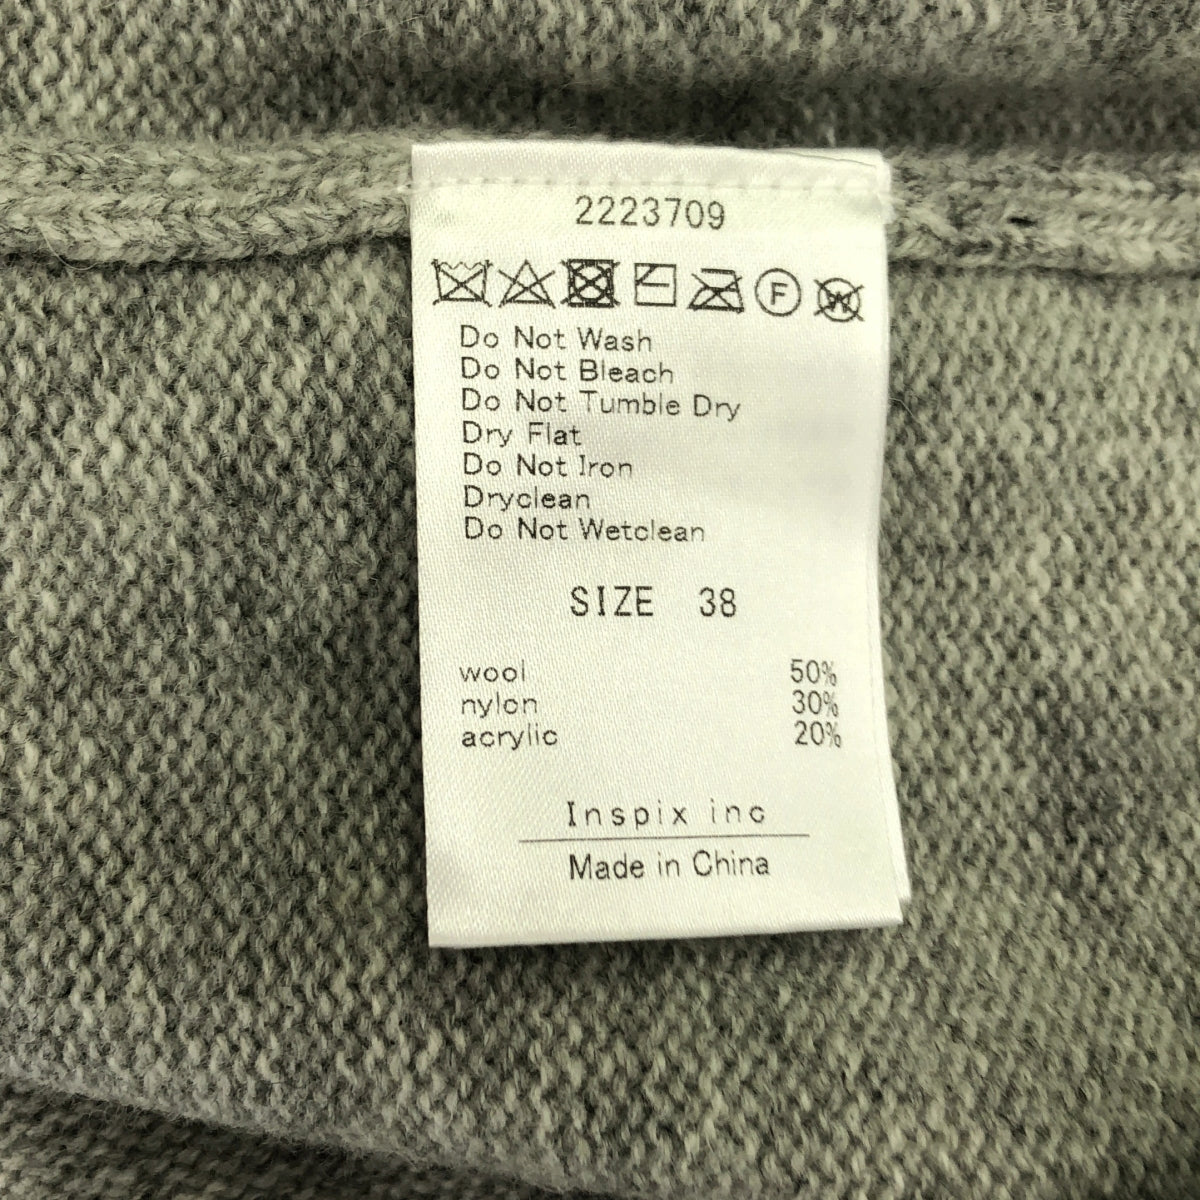 2223709
F W
Do Not Wash
Do Not Bleach
Do Not Tumble Dry
Dry Flat
Do Not Iron
Dryclean
Do Not Wetclean
SIZE 38
wool 50%
nylon 30%
acrylic 20%
Inspix inc
Made in China